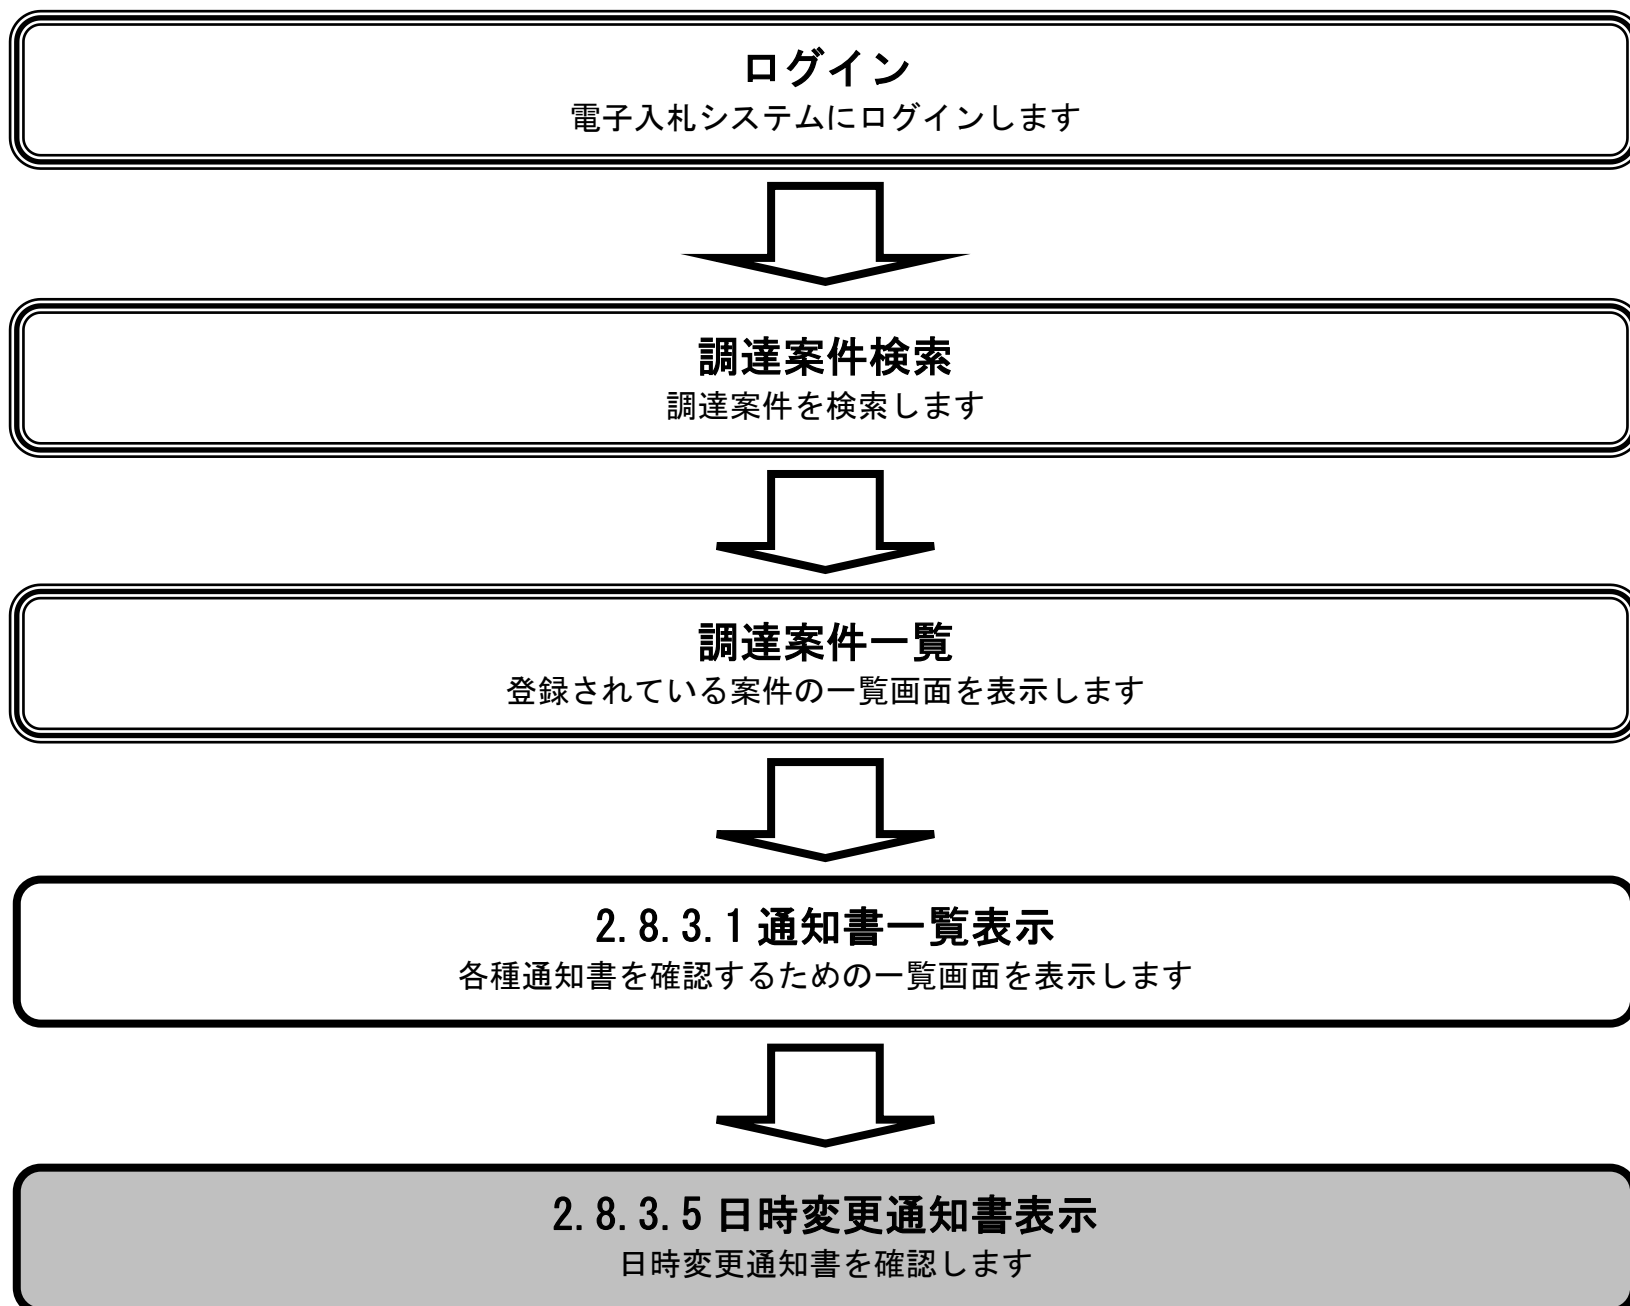 ログイン
電子入札システムにログインします
調達案件検索
調達案件を検索します
調達案件一覧
登録されている案件の一覧画面を表示します
2.8.3.1通知書一覧表示
各種通知書を確認するための一覧画面を表示します
2.8.3.5日時変更通知書表示
日時変更通知書を確認します